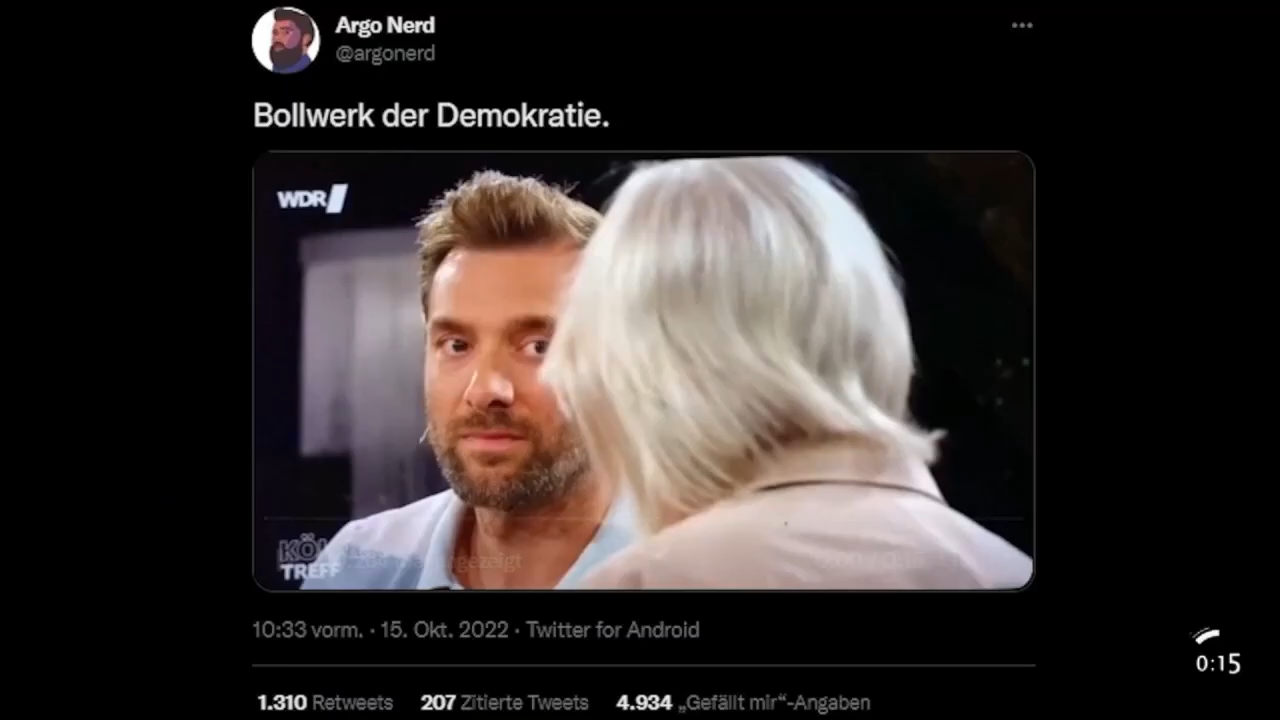 Argo Nerd
@argonerd
Bollwerk der Demokratie.
WDR
KÖL
TREFF
10:33 vorm. · 15. Okt. 2022 · Twitter for Android
1.310 Retweets 207 Zitierte Tweets 4.934 „Gefällt mir“-Angaben
0:15